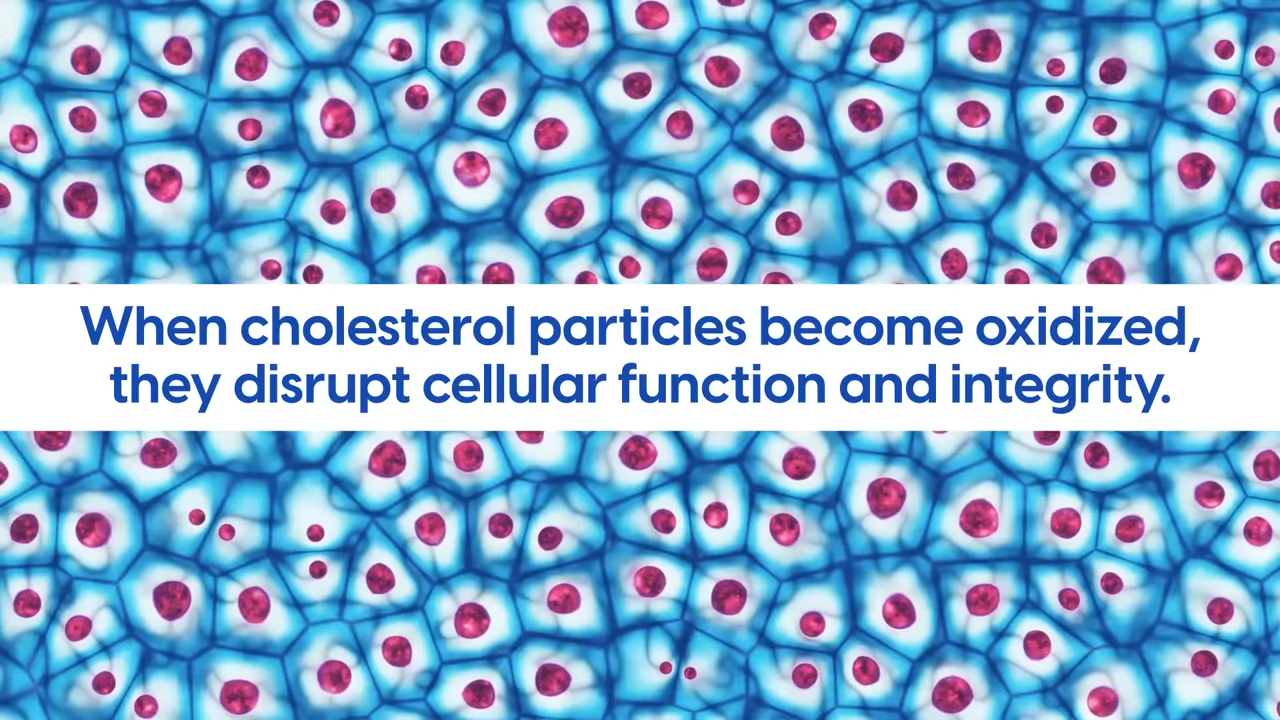 When cholesterol particles become oxidized,
they disrupt cellular function and integrity.